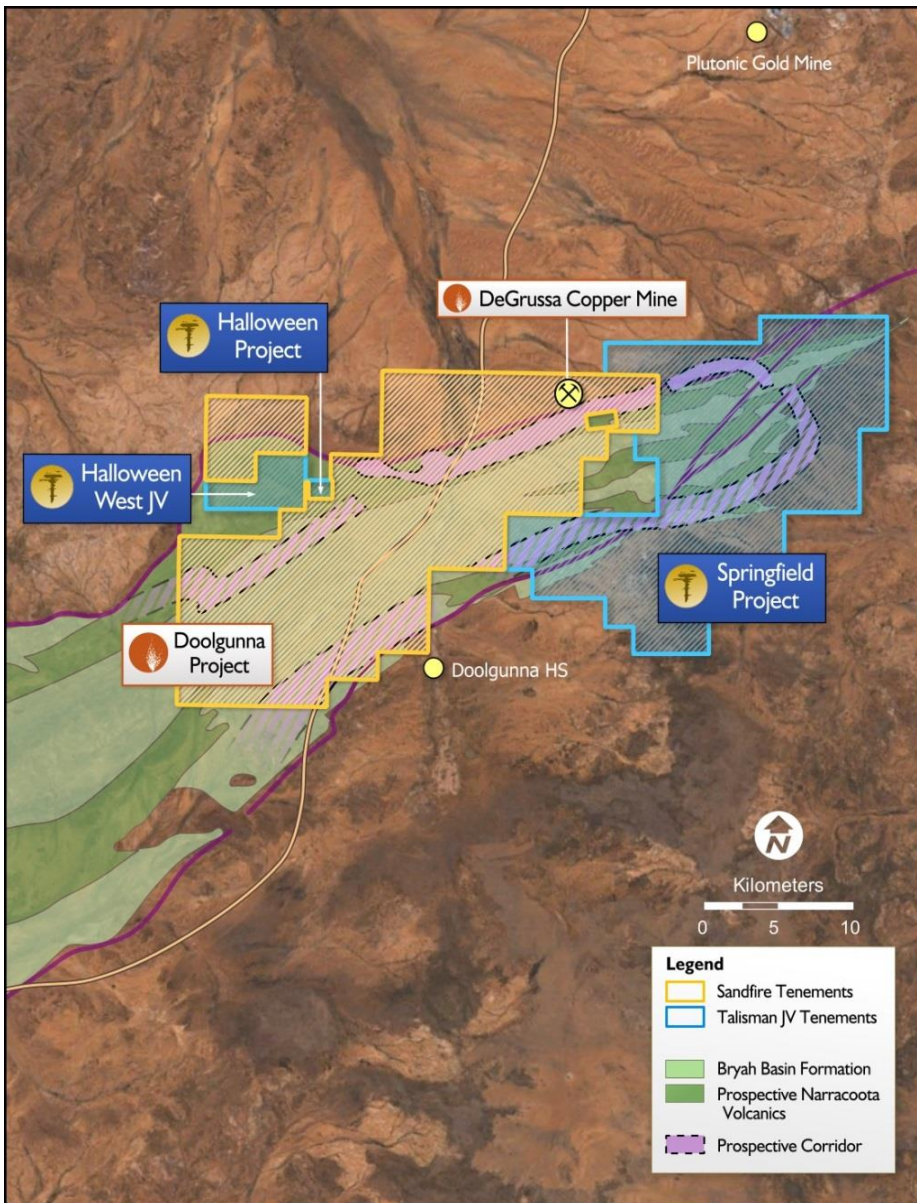 Plutonic Gold Mine
DeGrussa Copper Mine
Halloween
Project
Halloween
West JV
Springfield
Project
Doolgunna
Project
Doolgunna HS
N
Kilometers
0 5 10
Legend
Sandfire Tenements
Talisman JV Tenements
Bryah Basin Formation
Prospective Narracoota
Volcanics
Prospective Corridor